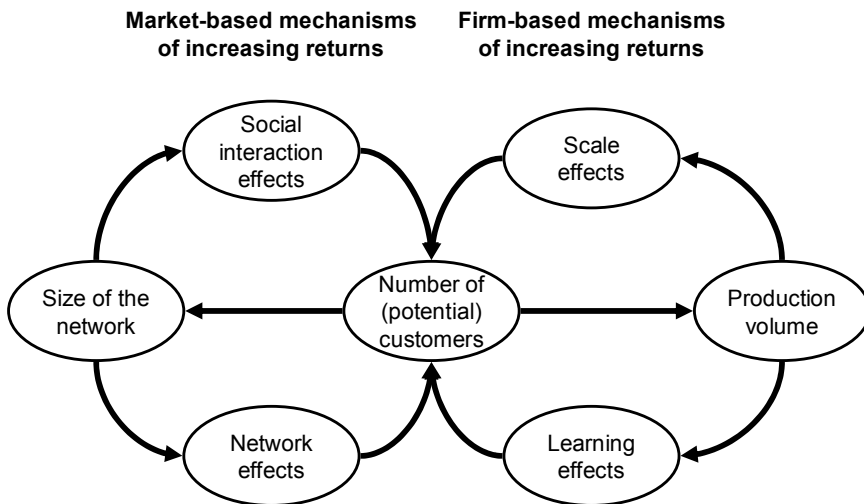 Market-based mechanisms
of increasing returns
Firm-based mechanisms
of increasing returns
Social
interaction
effects
Scale
effects
Size of the
network
Number of
(potential)
customers
Production
volume
Network
effects
Learning
effects